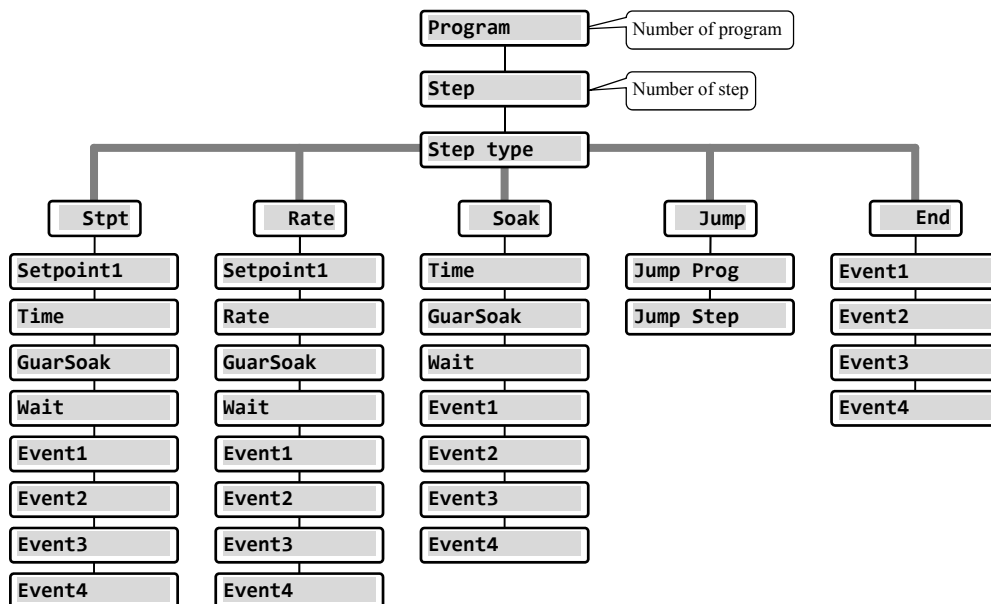 Program
Number of program
Step
Number of step
Step type
Stpt
Rate
Soak
Jump
End
Setpoint1
Time
GuarSoak
Wait
Event1
Event2
Event3
Event4
Setpoint1
Rate
GuarSoak
Wait
Event1
Event2
Event3
Event4
Time
GuarSoak
Wait
Event1
Event2
Event3
Event4
Jump Prog
Jump Step
Event1
Event2
Event3
Event4